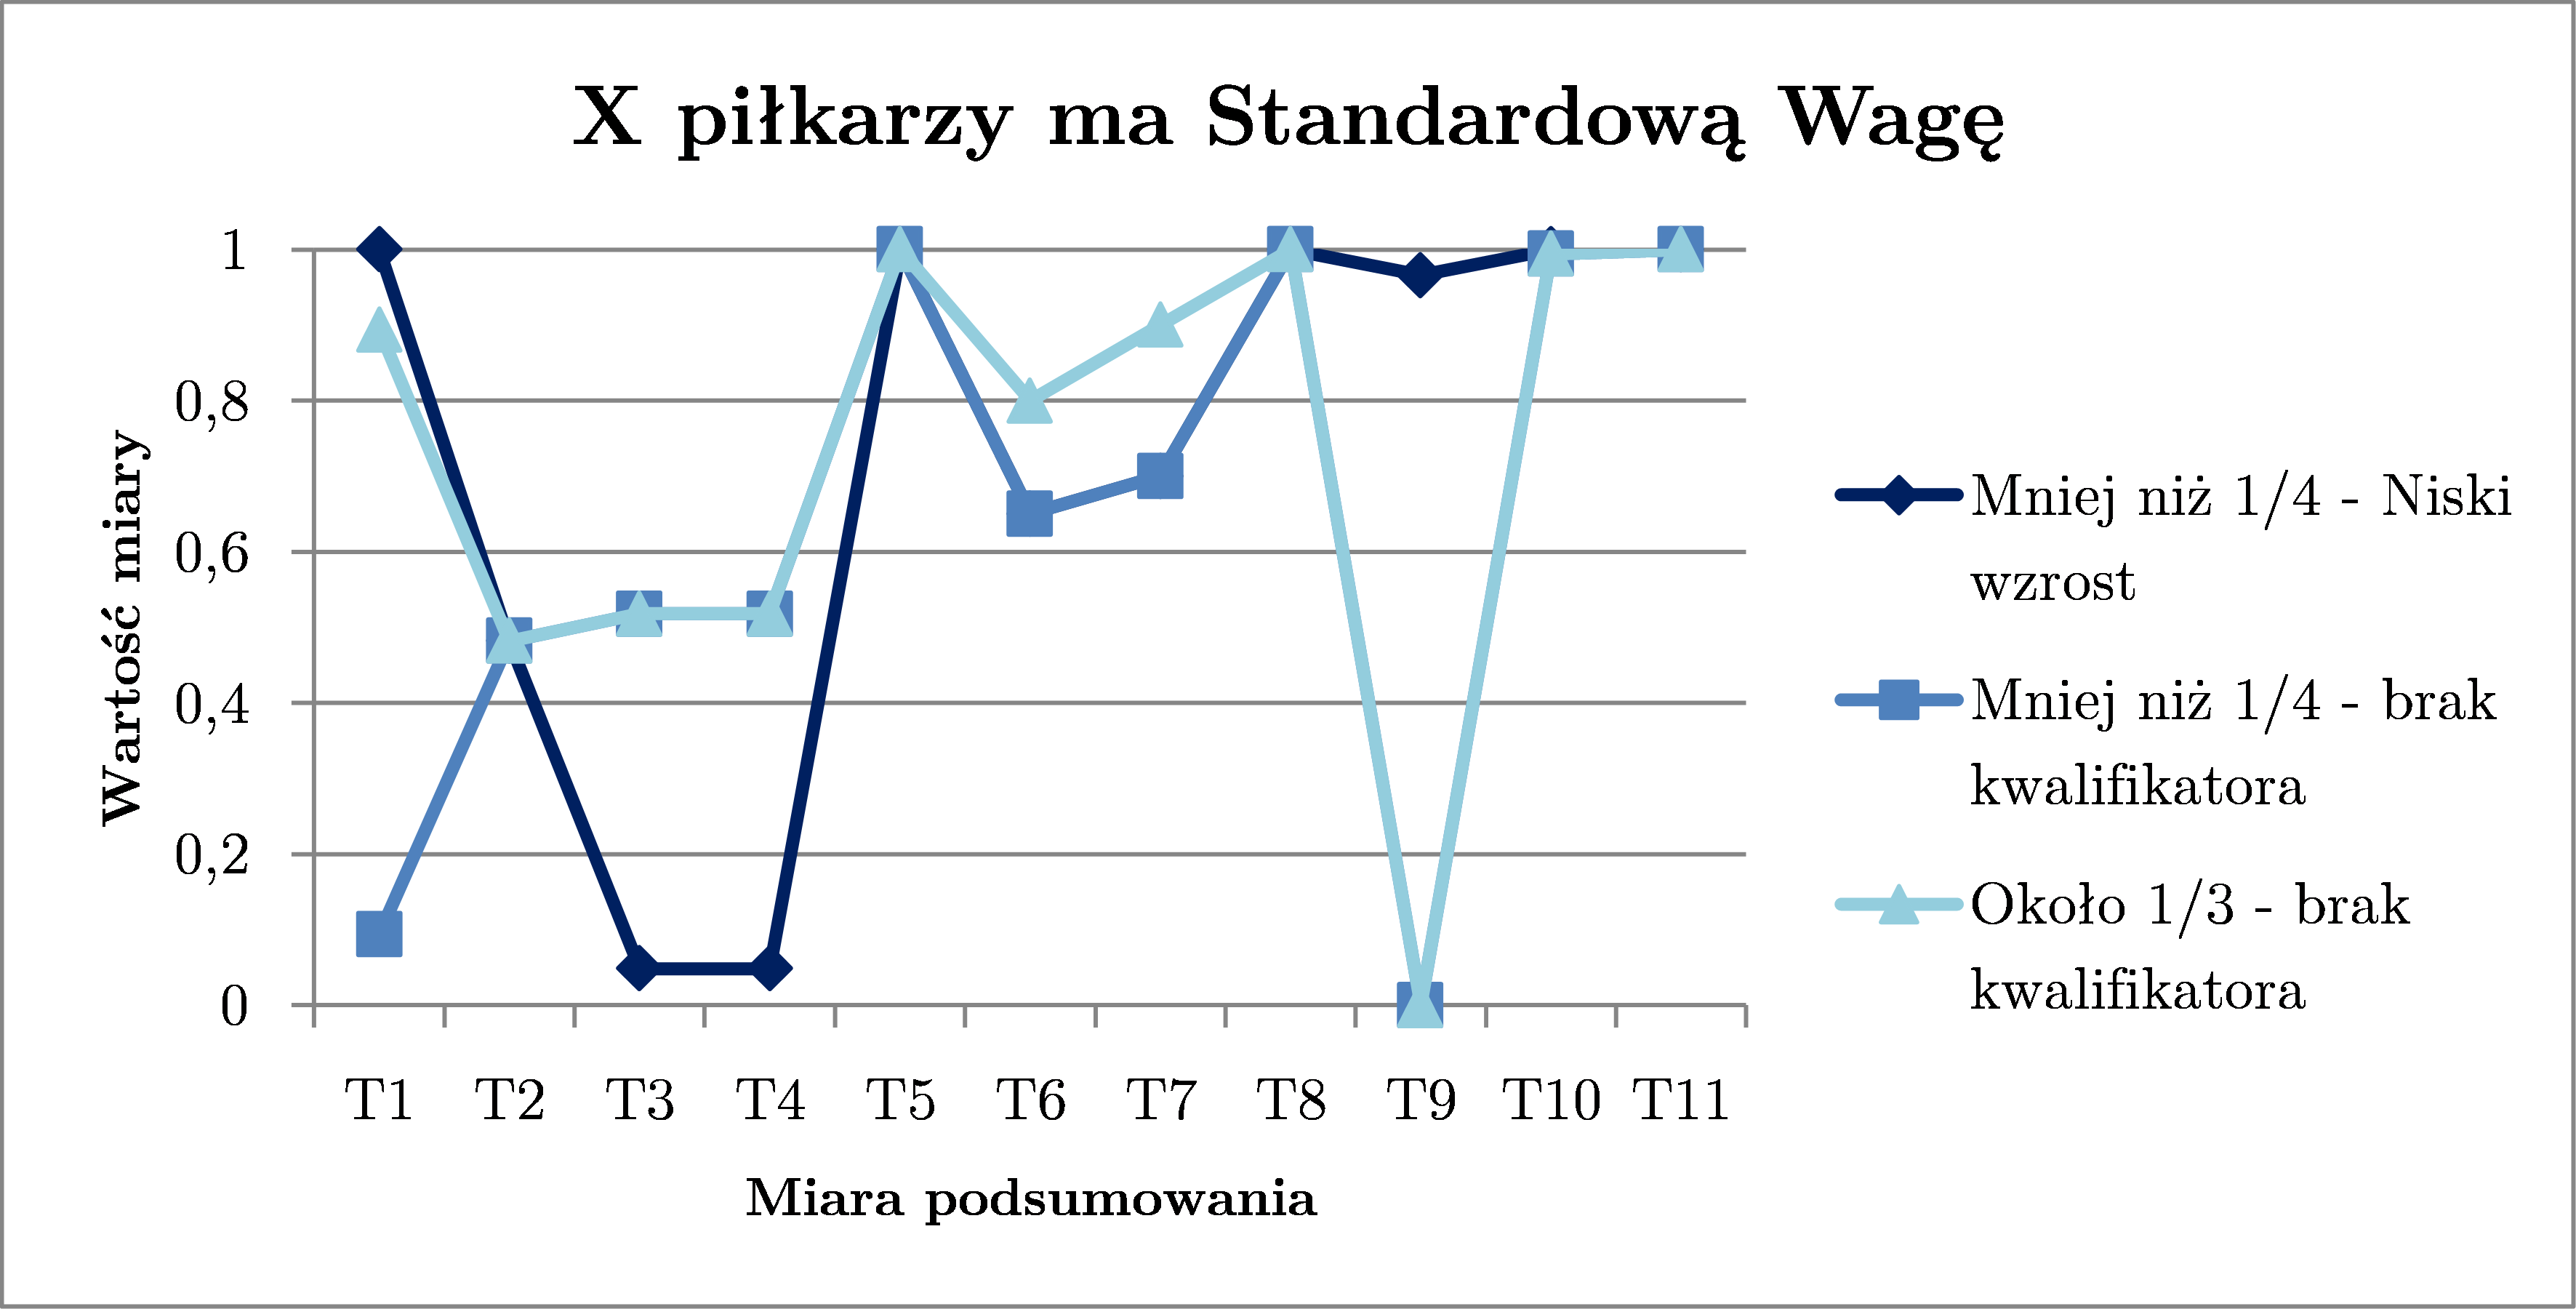 X piłkarzy ma Standardową Wagę
Wartość miary
1
0,8
0,6
0,4
0,2
0
T1 T2 T3 T4 T5 T6 T7 T8 T9 T10 T11
Miara podsumowania
Mniej niż 1/4 - Niski
wzrost
Mniej niż 1/4 - brak
kwalifikatora
Około 1/3 - brak
kwalifikatora